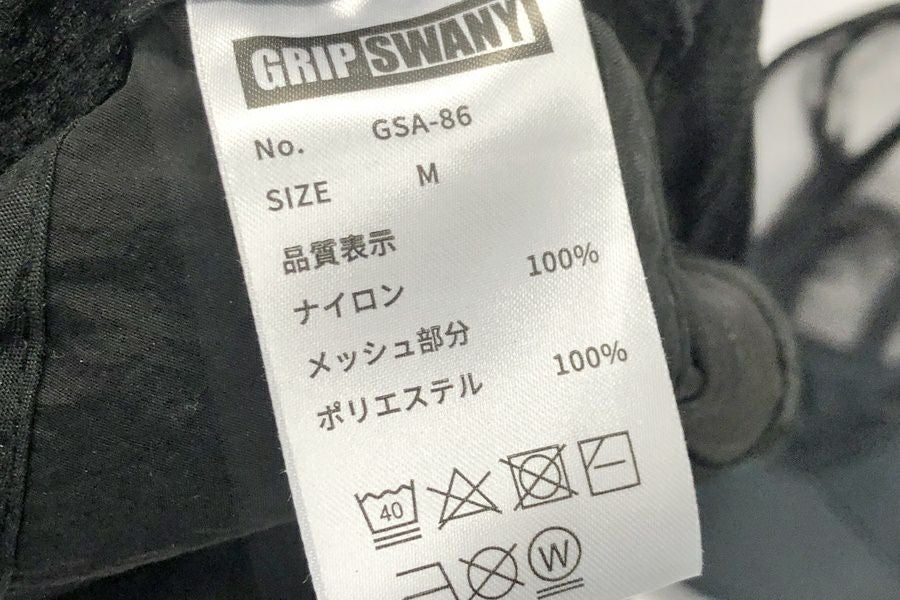 GRIP SWANY
No. GSA-86
SIZE M
品質表示
ナイロン 100%
メッシュ部分
ポリエステル 100%
40
W